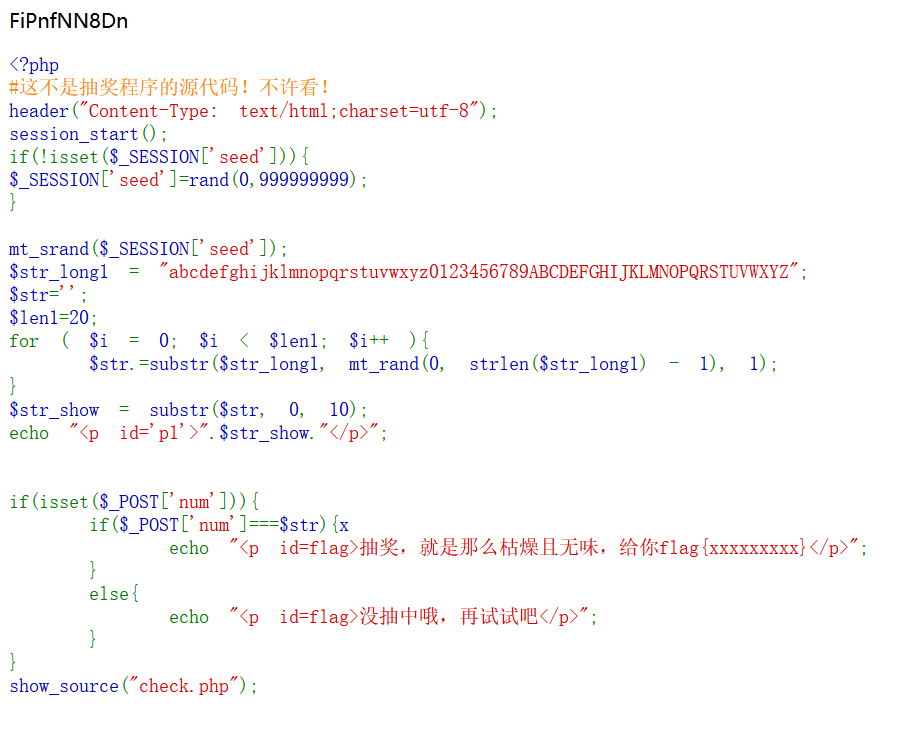 FiPnfNN8Dn
<?php
#这不是抽奖程序的源代码！不许看！
header("Content-Type: text/html;charset=utf-8");
session_start();
if(!isset($_SESSION['seed'])){
$_SESSION['seed']=rand(0,999999999);
}
mt_srand($_SESSION['seed']);
$str_long1 = "abcdefghijklmnopqrstuvwxyz0123456789ABCDEFGHIJKLMNOPQRSTUVWXYZ";
$str='';
$len1=20;
for ( $i = 0; $i < $len1; $i++ ){
$str.=substr($str_long1, mt_rand(0, strlen($str_long1) - 1), 1);
}
$str_show = substr($str, 0, 10);
echo "<p id='p1'>".$str_show."</p>";
if(isset($_POST['num'])){
if($_POST['num']===$str){x
echo "<p id=flag>抽奖，就是那么枯燥且无味，给你flag{xxxxxxxxx}</p>";
}
else{
echo "<p id=flag>没抽中哦，再试试吧</p>";
}
}
show_source("check.php");